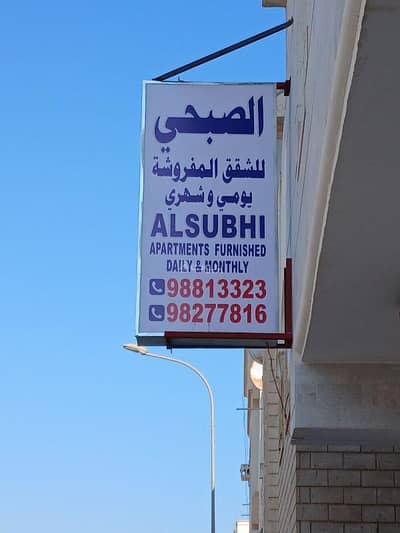 الصبحي
للشقق المفروشة
يومي وشهري
ALSUBHI
APARTMENTS FURNISHED
DAILY & MONTHLY
98813323
98277816